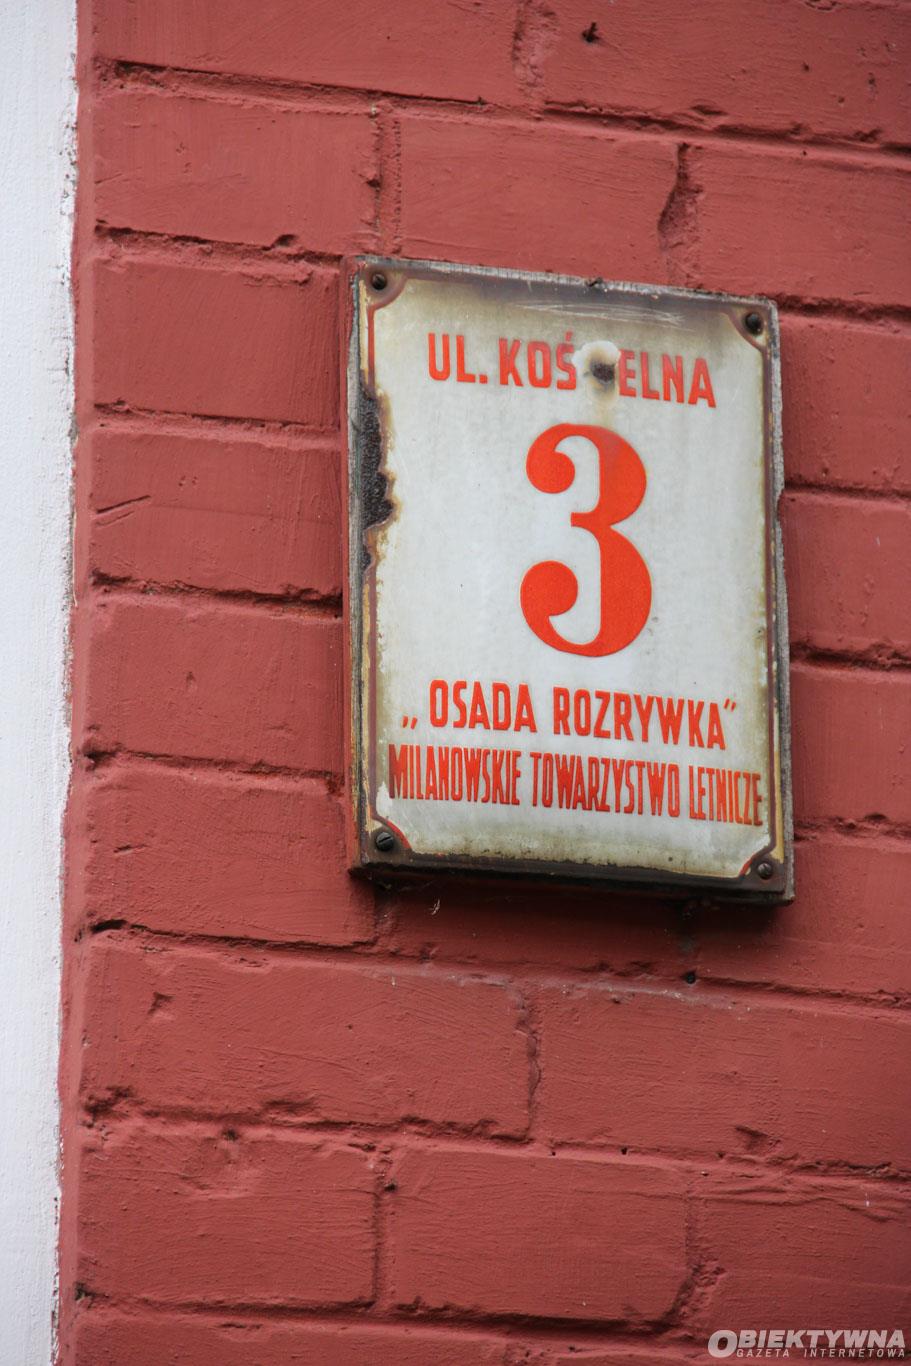 UL. KOŚ ELNA
3
„OSADA ROZRYWKA”
MILANOWSKIE TOWARZYSTWO LETNICZE
OBIEKTYWNA
GAZETA INTERNETOWA